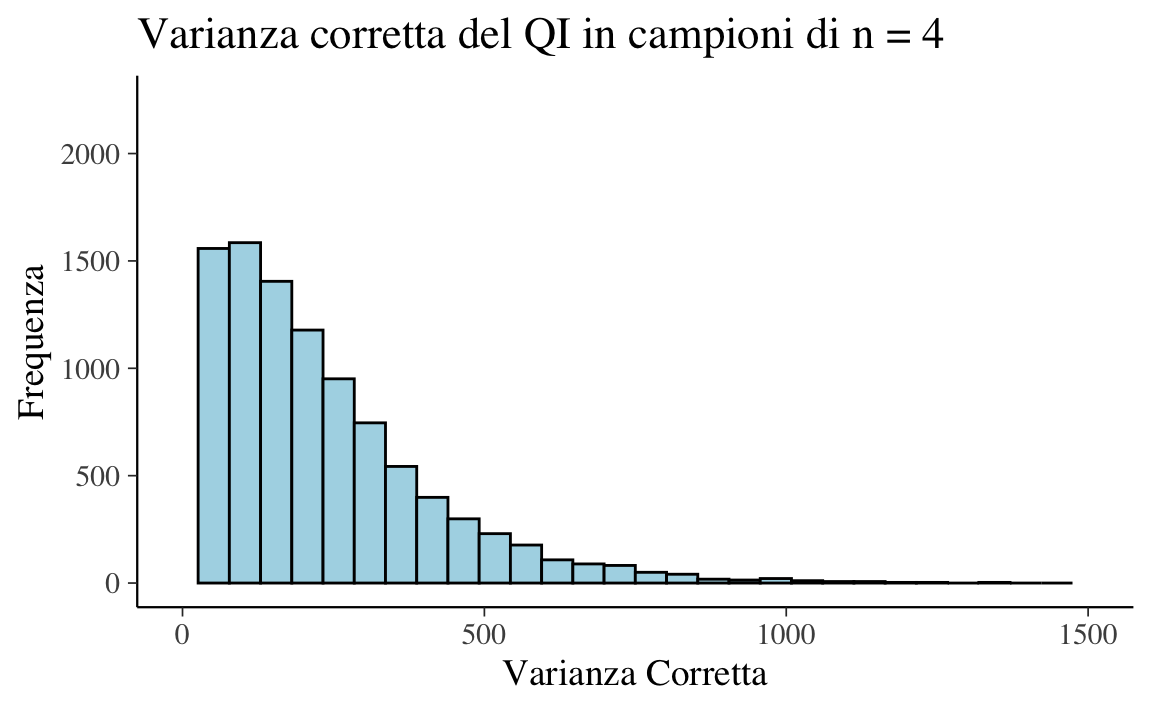 Varianza corretta del QI in campioni di n = 4
2000
1500
1000
500
0
Frequenza
0 500 1000 1500
Varianza Corretta